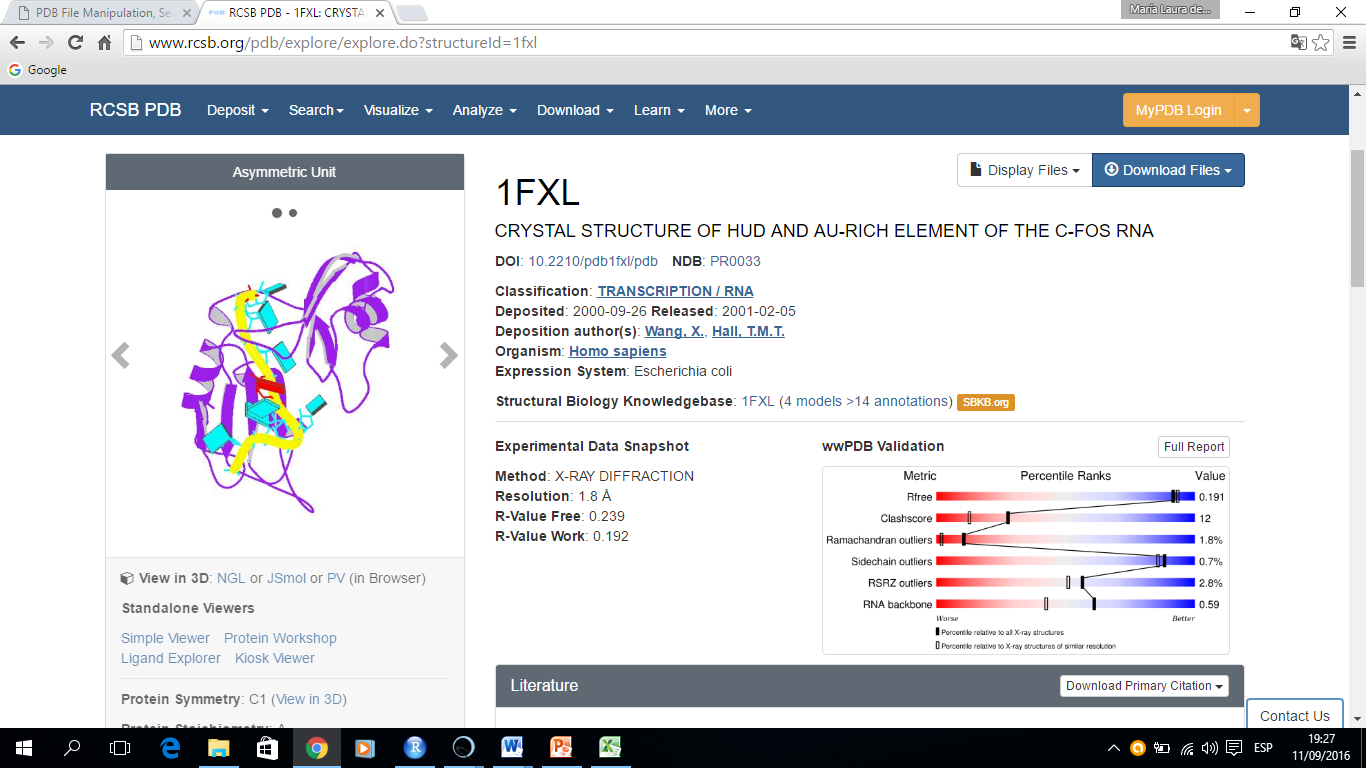 PDB File Manipulation, Se
RCSB PDB - 1FXL: CRYSTA
María Laura de...
www.rcsb.org/pdb/explore/explore.do?structureId=1fxl
Google
RCSB PDB Deposit Search Visualize Analyze Download Learn More MyPDB Login
Asymmetric Unit
Display Files Download Files
1FXL
CRYSTAL STRUCTURE OF HUD AND AU-RICH ELEMENT OF THE C-FOS RNA
DOI: 10.2210/pdb1fxl/pdb NDB: PR0033
Classification: TRANSCRIPTION / RNA
Deposited: 2000-09-26 Released: 2001-02-05
Deposition author(s): Wang, X., Hall, T.M.T.
Organism: Homo sapiens
Expression System: Escherichia coli
Structural Biology Knowledgebase: 1FXL (4 models >14 annotations) SBKB.org
Experimental Data Snapshot
Method: X-RAY DIFFRACTION
Resolution: 1.8 Å
R-Value Free: 0.239
R-Value Work: 0.192
wwPDB Validation Full Report
Metric Percentile Ranks Value
Rfree 0.191
Clashscore 12
Ramachandran outliers 1.8%
Sidechain outliers 0.7%
RSRZ outliers 2.8%
RNA backbone 0.59
Worse Better
Percentile relative to all X-ray structures
Percentile relative to X-ray structures of similar resolution
View in 3D: NGL or JSmol or PV (in Browser)
Standalone Viewers
Simple Viewer Protein Workshop
Ligand Explorer Kiosk Viewer
Protein Symmetry: C1 (View in 3D)
Protein Stoichiometry: A
Literature Download Primary Citation
Contact Us
ESP
19:27
11/09/2016